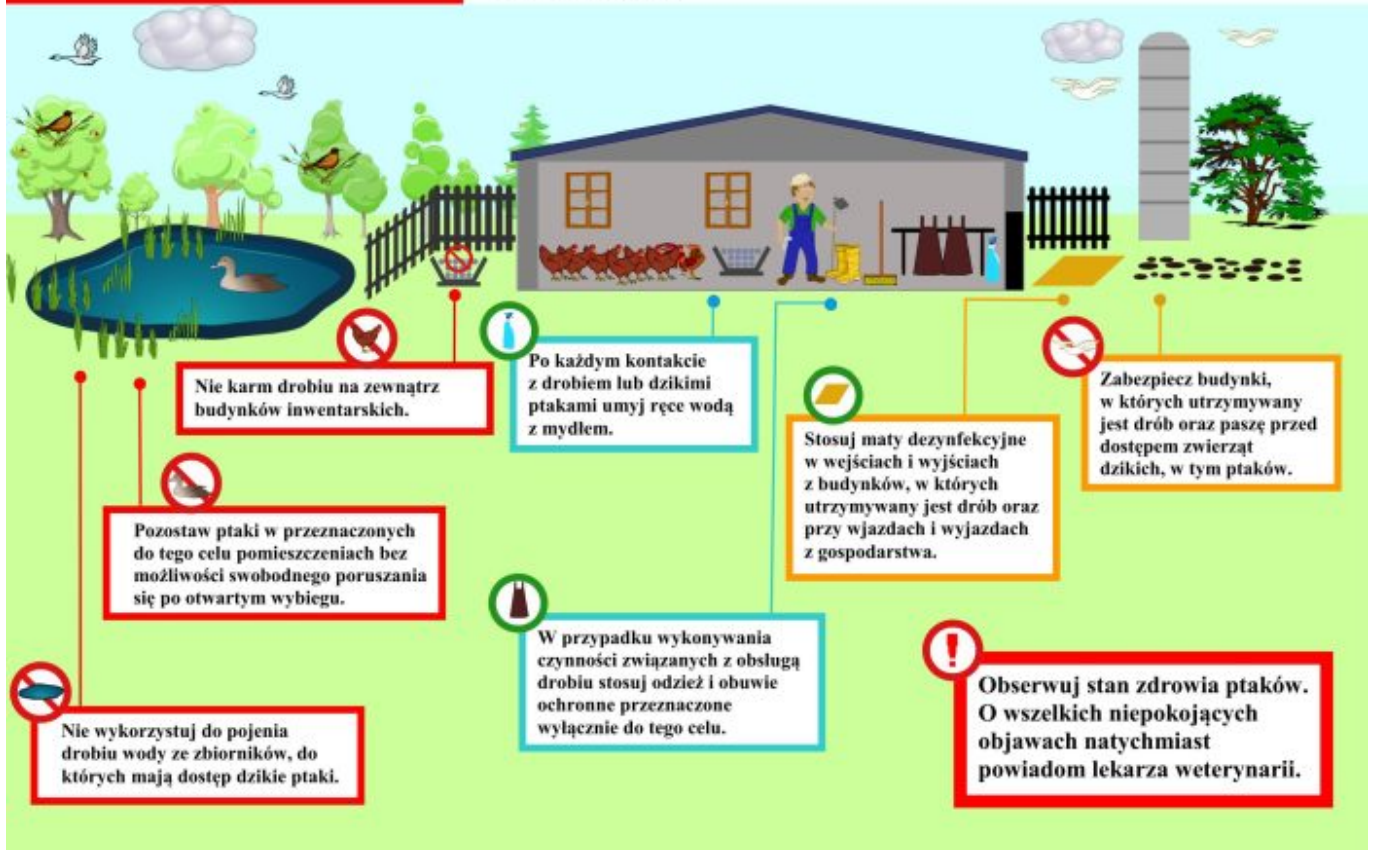 Nie karm drobiu na zewnątrz
budynków inwentarskich.
Po każdym kontakcie
z drobiem lub dzikimi
ptakami umyj ręce wodą
z mydłem.
Zabezpiecz budynki,
w których utrzymywany
jest drób oraz paszę przed
dostępem zwierząt
dzikich, w tym ptaków.
Stosuj maty dezynfekcyjne
w wejściach i wyjściach
z budynków, w których
utrzymywany jest drób oraz
przy wjazdach i wyjazdach
z gospodarstwa.
Pozostaw ptaki w przeznaczonych
do tego celu pomieszczeniach bez
możliwości swobodnego poruszania
się po otwartym wybiegu.
W przypadku wykonywania
czynności związanych z obsługą
drobiu stosuj odzież i obuwie
ochronne przeznaczone
wyłącznie do tego celu.
Nie wykorzystuj do pojenia
drobiu wody ze zbiorników, do
których mają dostęp dzikie ptaki.
!
Obserwuj stan zdrowia ptaków.
O wszelkich niepokojących
objawach natychmiast
powiadom lekarza weterynarii.